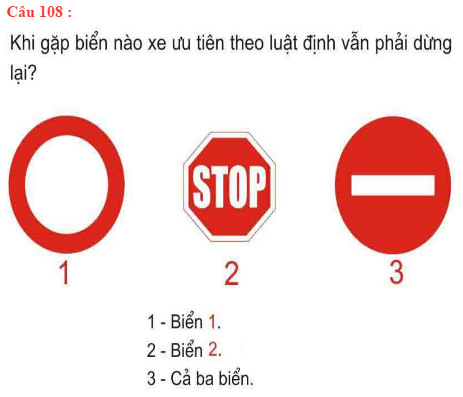 Câu 108 :
Khi gặp biển nào xe ưu tiên theo luật định vẫn phải dừng
lại?
STOP
1 2 3
1 - Biển 1.
2 - Biển 2.
3 - Cả ba biển.